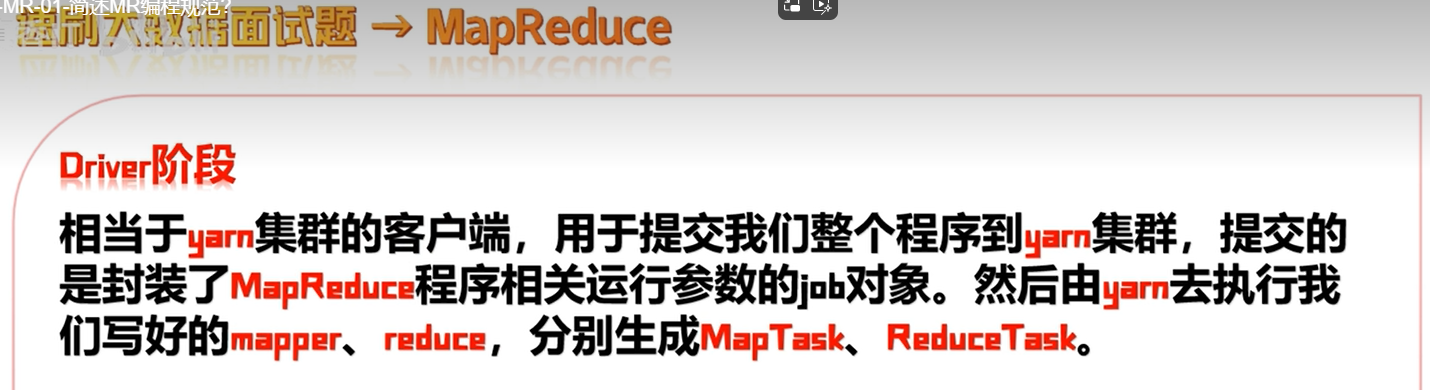 -MR-01-简述MR编程规范?
大数据面试题 → MapReduce
Driver阶段
相当于yarn集群的客户端，用于提交我们整个程序到yarn集群，提交的
是封装了MapReduce程序相关运行参数的job对象。然后由yarn去执行我
们写好的mapper、reduce，分别生成MapTask、ReduceTask。